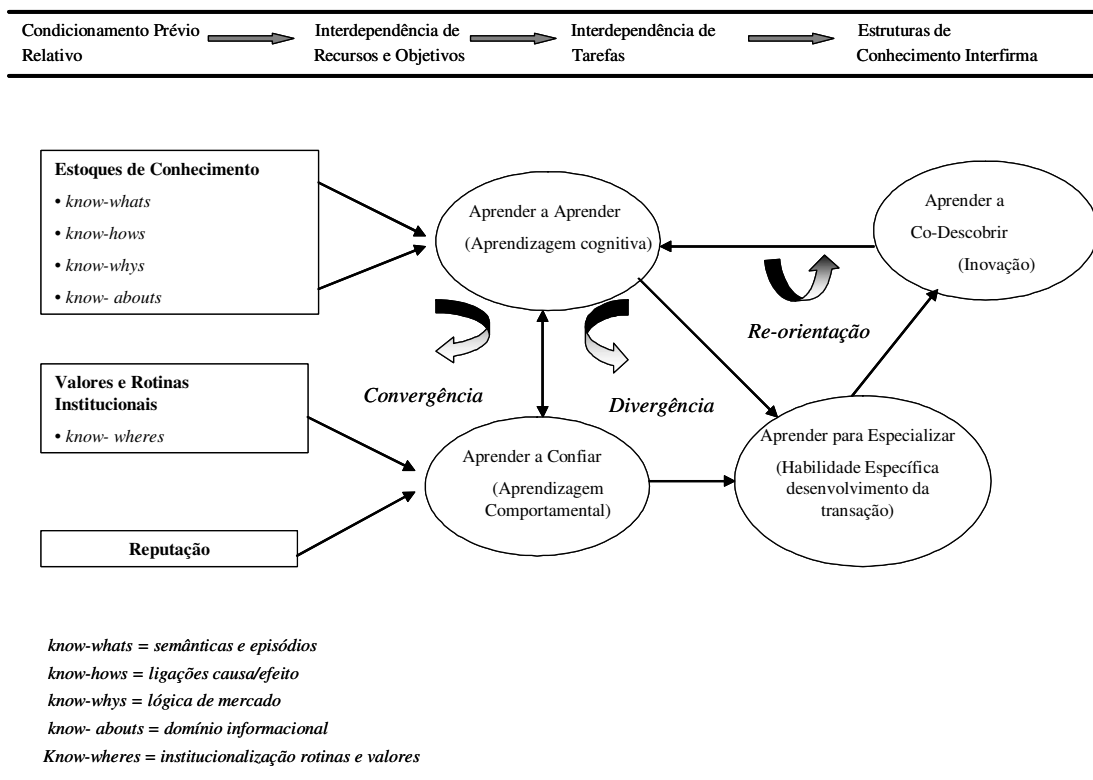 Condicionamento Prévio
Relativo
Interdependência de
Recursos e Objetivos
Interdependência de
Tarefas
Estruturas de
Conhecimento Interfirma
Estoques de Conhecimento
• know-whats
• know-hows
• know-whys
• know- abouts
Valores e Rotinas
Institucionais
• know- wheres
Reputação
Aprender a Aprender
(Aprendizagem cognitiva)
Convergência
Divergência
Aprender a Confiar
(Aprendizagem
Comportamental)
Aprender a
Co-Descobrir
(Inovação)
Re-orientação
Aprender para Especializar
(Habilidade Específica
desenvolvimento da
transação)
know-whats = semânticas e episódios
know-hows = ligações causa/efeito
know-whys = lógica de mercado
know- abouts = domínio informacional
Know-wheres = institucionalização rotinas e valores